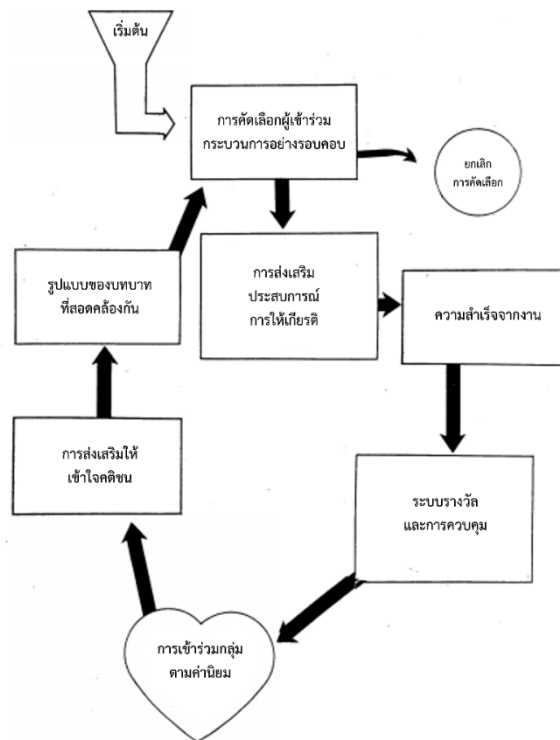 เริ่มต้น
การคัดเลือกผู้เข้าร่วม
กระบวนการอย่างรอบคอบ
ยกเลิก
การคัดเลือก
การส่งเสริม
ประสบการณ์
การให้เกียรติ
ความสำเร็จจากงาน
ระบบรางวัล
และการควบคุม
การเข้าร่วมกลุ่ม
ตามค่านิยม
การส่งเสริมให้
เข้าใจคติชน
รูปแบบของบทบาท
ที่สอดคล้องกัน